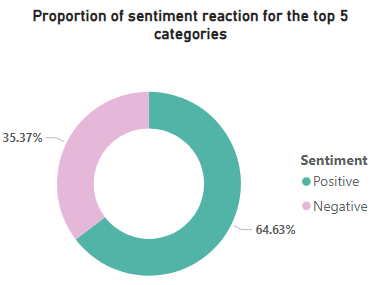 Proportion of sentiment reaction for the top 5
categories
35.37%
Sentiment
Positive
Negative
64.63%